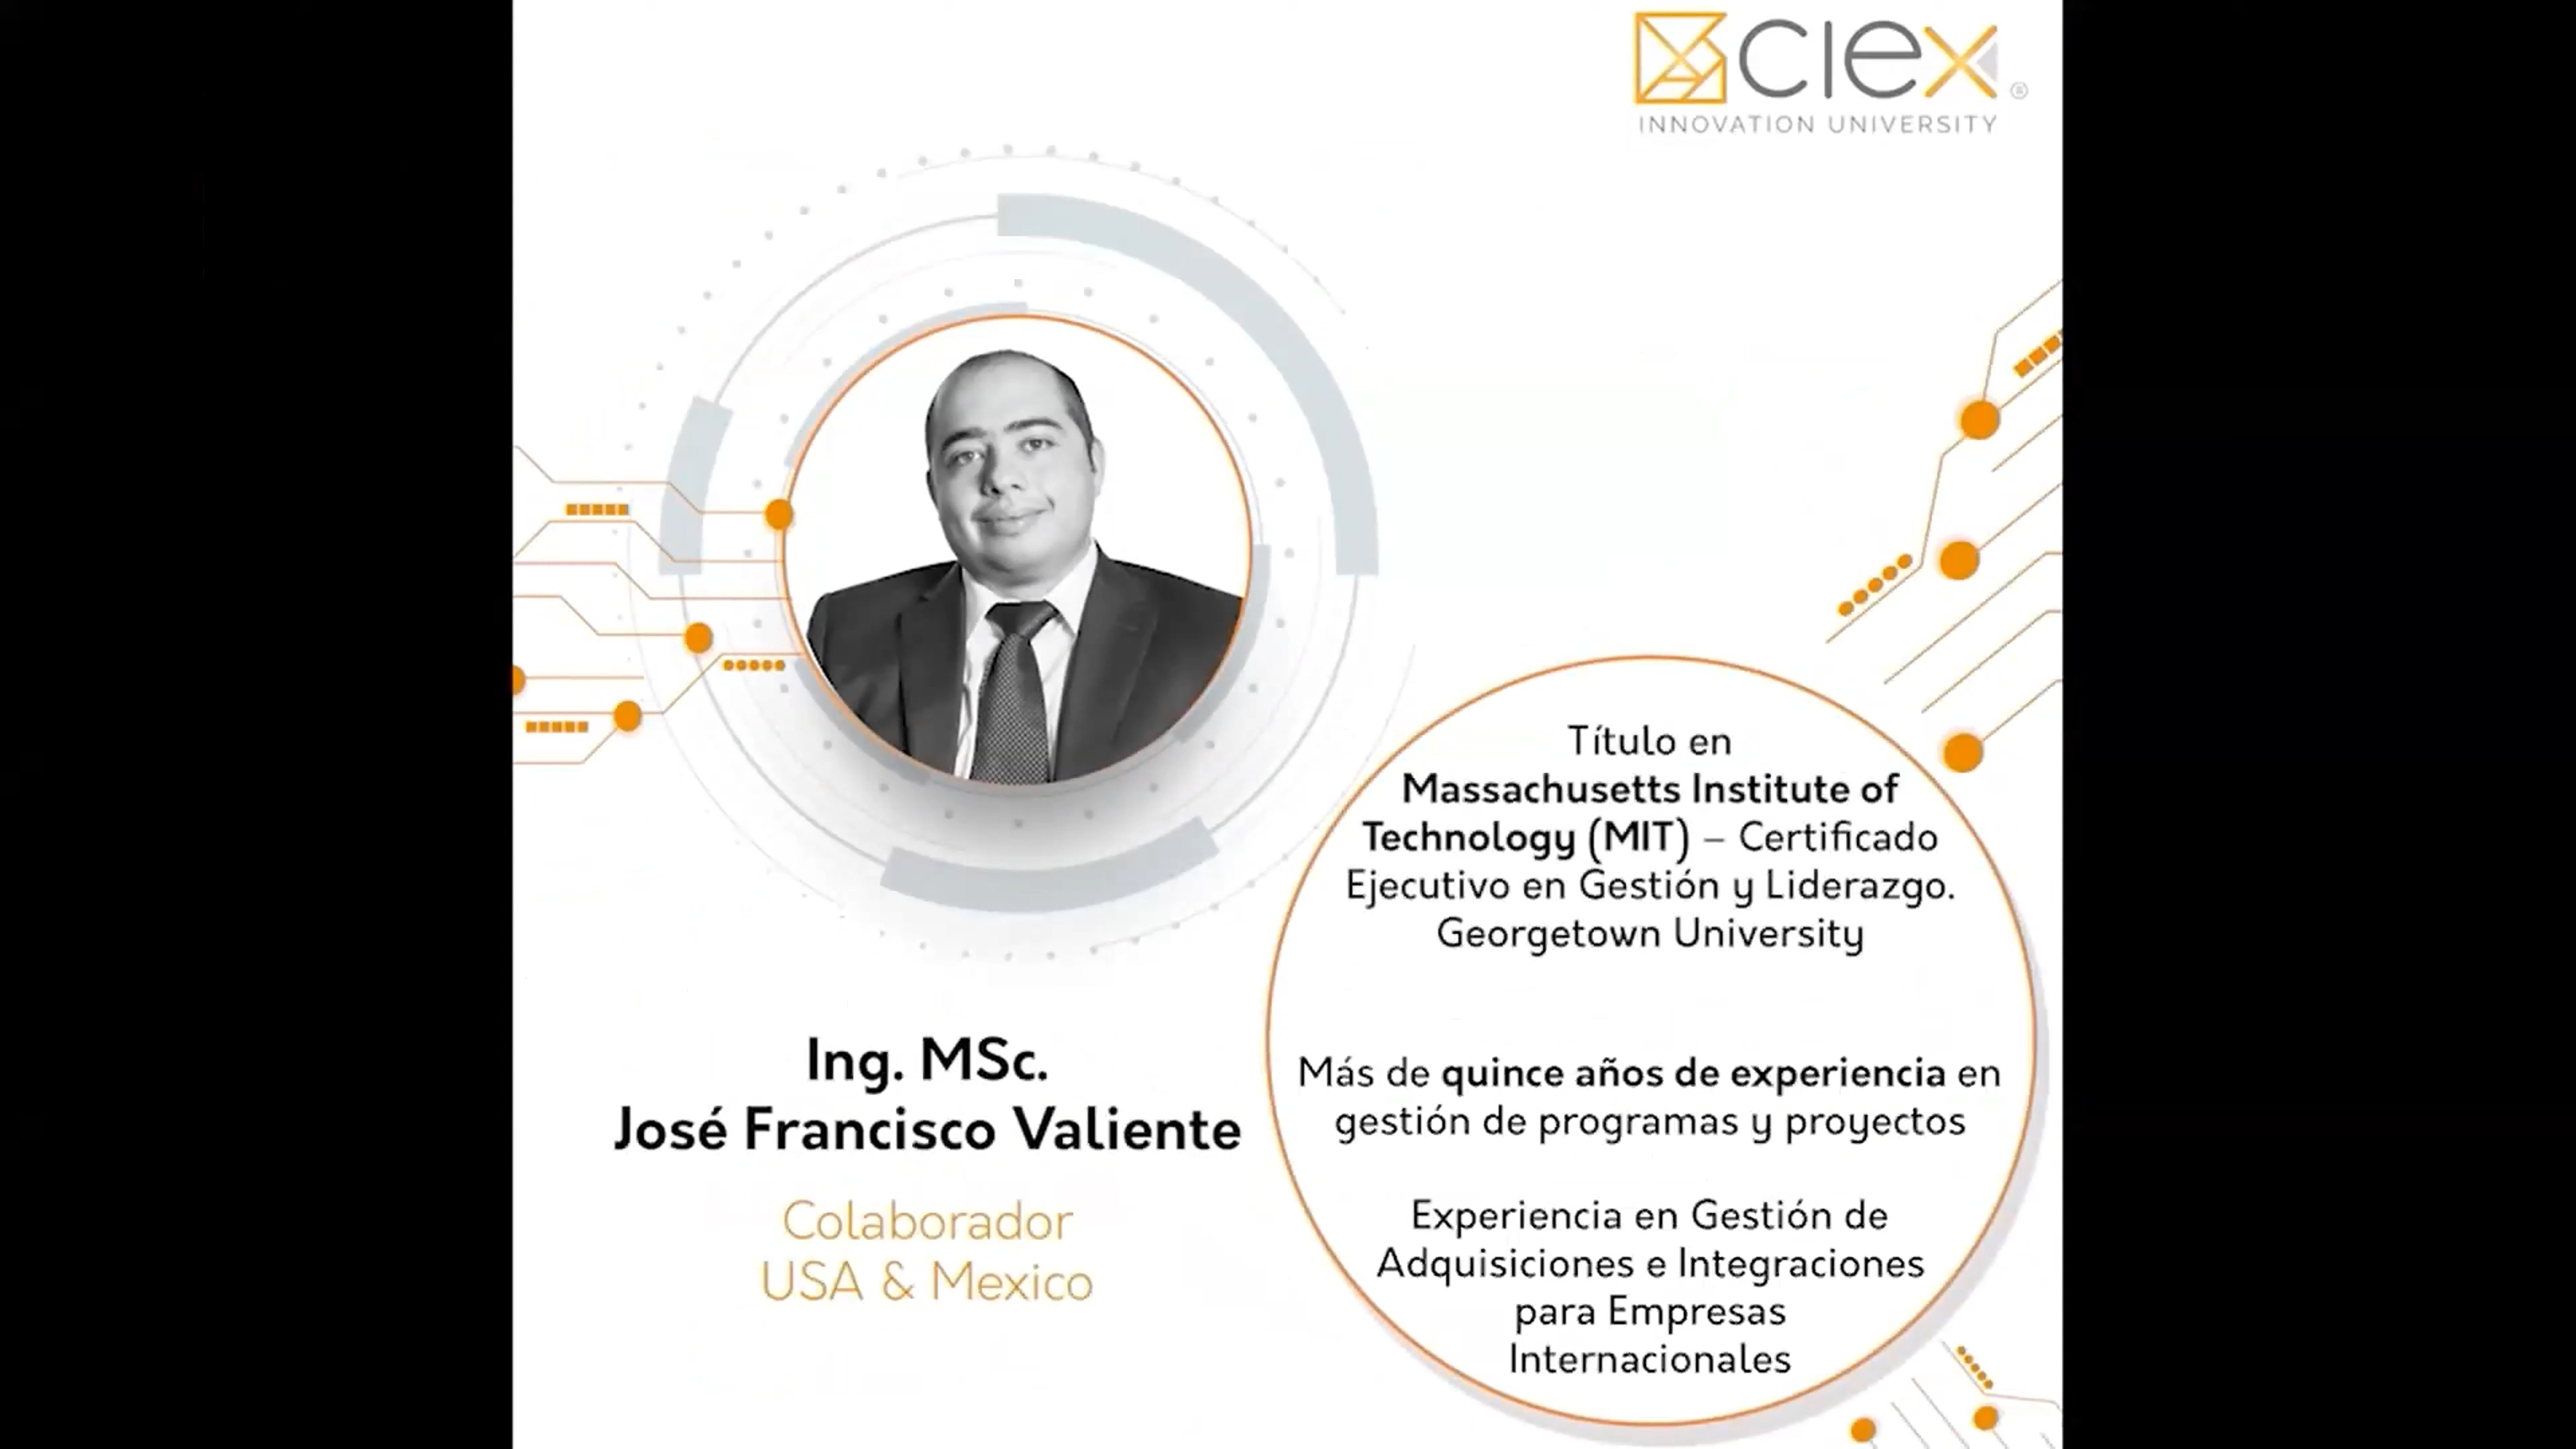 ciex ®
INNOVATION UNIVERSITY
Título en
Massachusetts Institute of
Technology (MIT) – Certificado
Ejecutivo en Gestión y Liderazgo.
Georgetown University
Más de quince años de experiencia en
gestión de programas y proyectos
Experiencia en Gestión de
Adquisiciones e Integraciones
para Empresas
Internacionales
Ing. MSc.
José Francisco Valiente
Colaborador
USA & Mexico